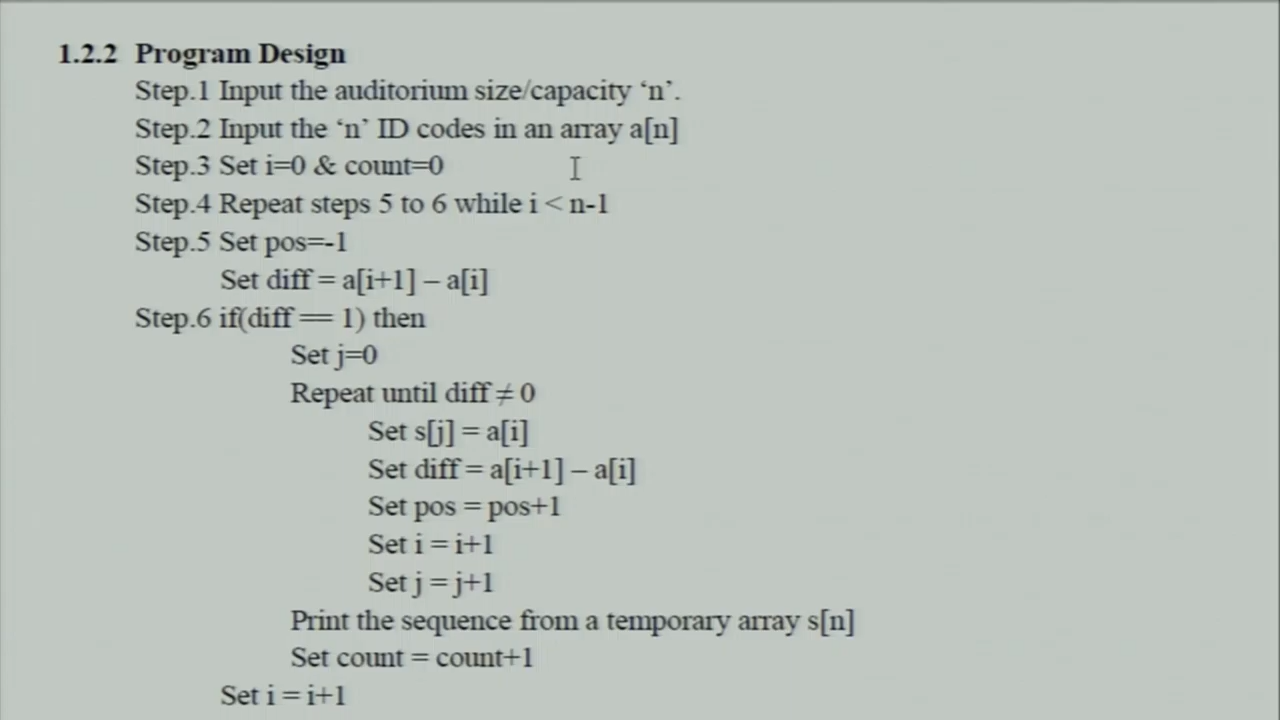 1.2.2 Program Design
Step.1 Input the auditorium size/capacity ‘n’.
Step.2 Input the ‘n’ ID codes in an array a[n]
Step.3 Set i=0 & count=0
Step.4 Repeat steps 5 to 6 while i < n-1
Step.5 Set pos=-1
Set diff = a[i+1] – a[i]
Step.6 if(diff == 1) then
Set j=0
Repeat until diff ≠ 0
Set s[j] = a[i]
Set diff = a[i+1] – a[i]
Set pos = pos+1
Set i = i+1
Set j = j+1
Print the sequence from a temporary array s[n]
Set count = count+1
Set i = i+1